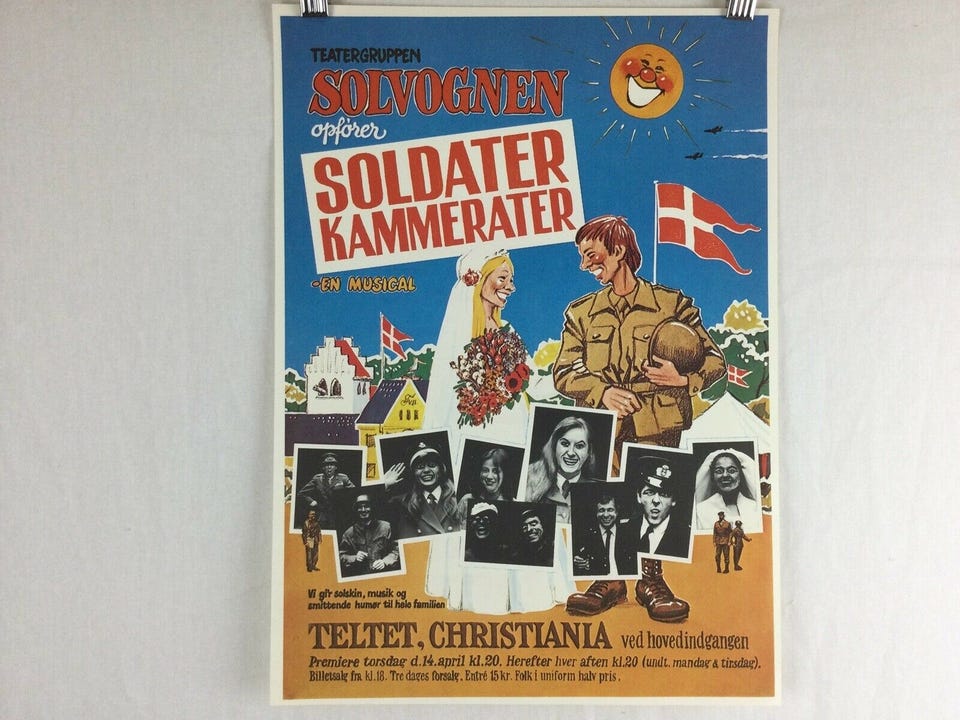 TEATERGRUPPEN
SOLVOGNEN
opfører
SOLDATER
KAMMERATER
-EN MUSICAL
Vi gir solskin, musik og
smittende humør til hele familien
TELTET, CHRISTIANIA ved hovedindgangen
Premiere torsdag d.14.april kl.20. Herefter hver aften kl.20 (undt. mandag & tirsdag).
Billetsalg fra kl.18. Tre dages forsalg. Entré 15 kr. Folk i uniform halv pris.